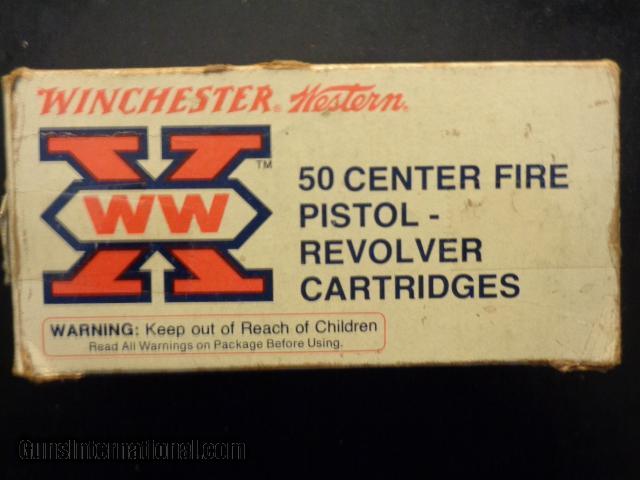 WINCHESTER® Western®
WW
TM
50 CENTER FIRE
PISTOL -
REVOLVER
CARTRIDGES
WARNING: Keep out of Reach of Children
Read All Warnings on Package Before Using.
GunsInternational.com